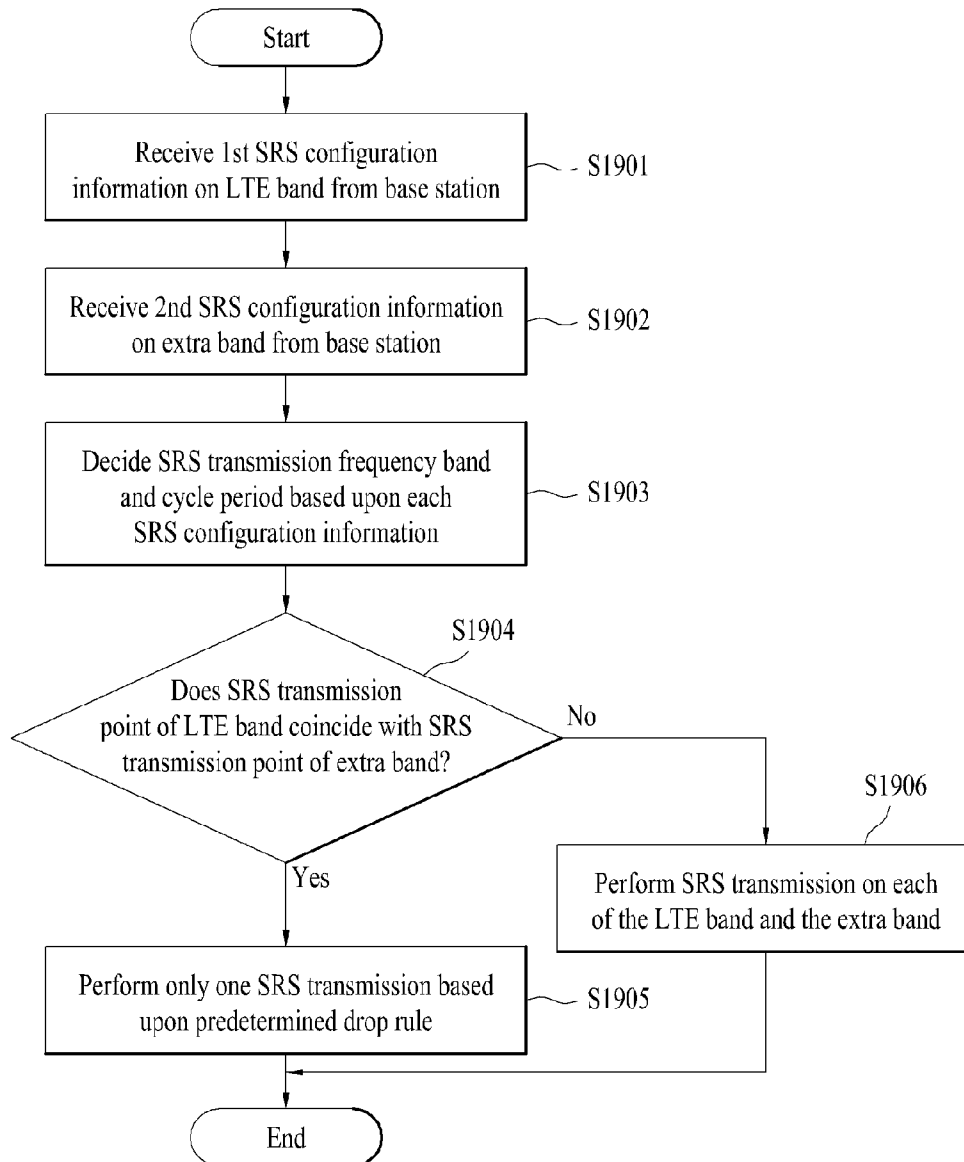 Start
Receive 1st SRS configuration
information on LTE band from base station
S1901
Receive 2nd SRS configuration information
on extra band from base station
S1902
Decide SRS transmission frequency band
and cycle period based upon each
SRS configuration information
S1903
S1904
Does SRS transmission
point of LTE band coincide with SRS
transmission point of extra band?
No
Yes
S1906
Perform SRS transmission on each
of the LTE band and the extra band
Perform only one SRS transmission based
upon predetermined drop rule
S1905
End